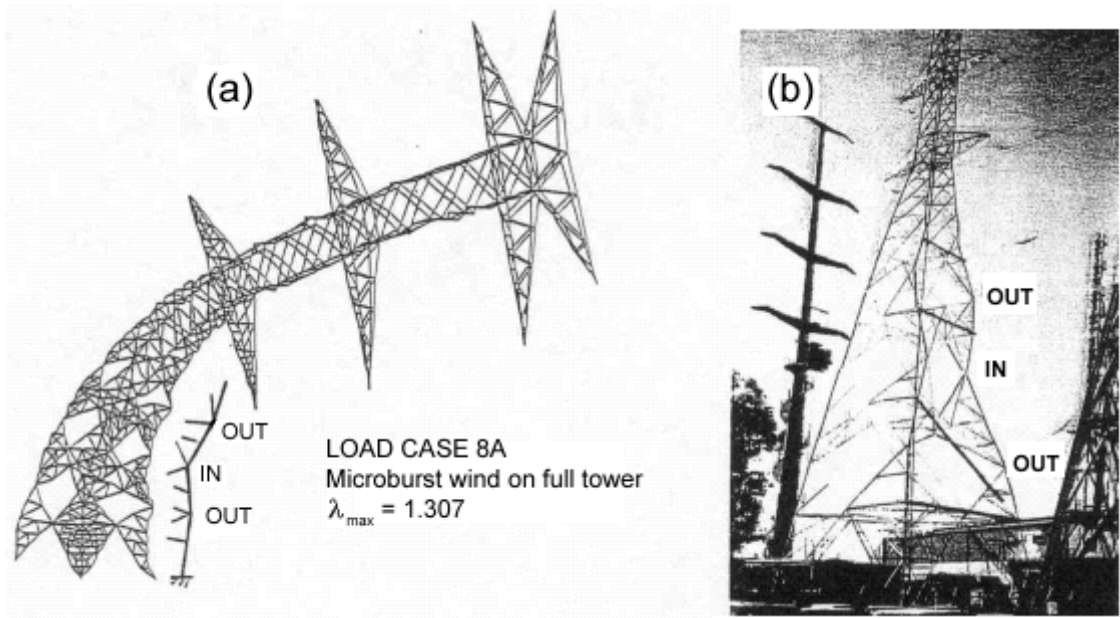 (a)
OUT
IN
OUT
LOAD CASE 8A
Microburst wind on full tower
λmax = 1.307
(b)
OUT
IN
OUT